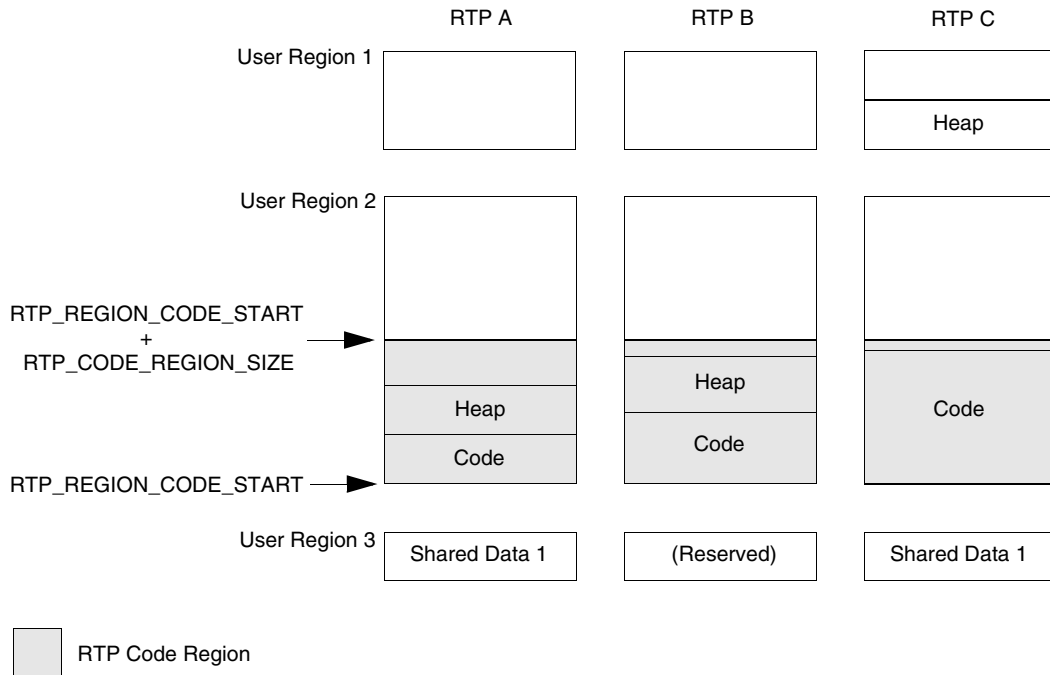 RTP A
RTP B
RTP C
User Region 1
Heap
User Region 2
RTP_REGION_CODE_START
+
RTP_CODE_REGION_SIZE
Heap
Code
Heap
Code
Code
RTP_REGION_CODE_START
User Region 3
Shared Data 1
(Reserved)
Shared Data 1
RTP Code Region